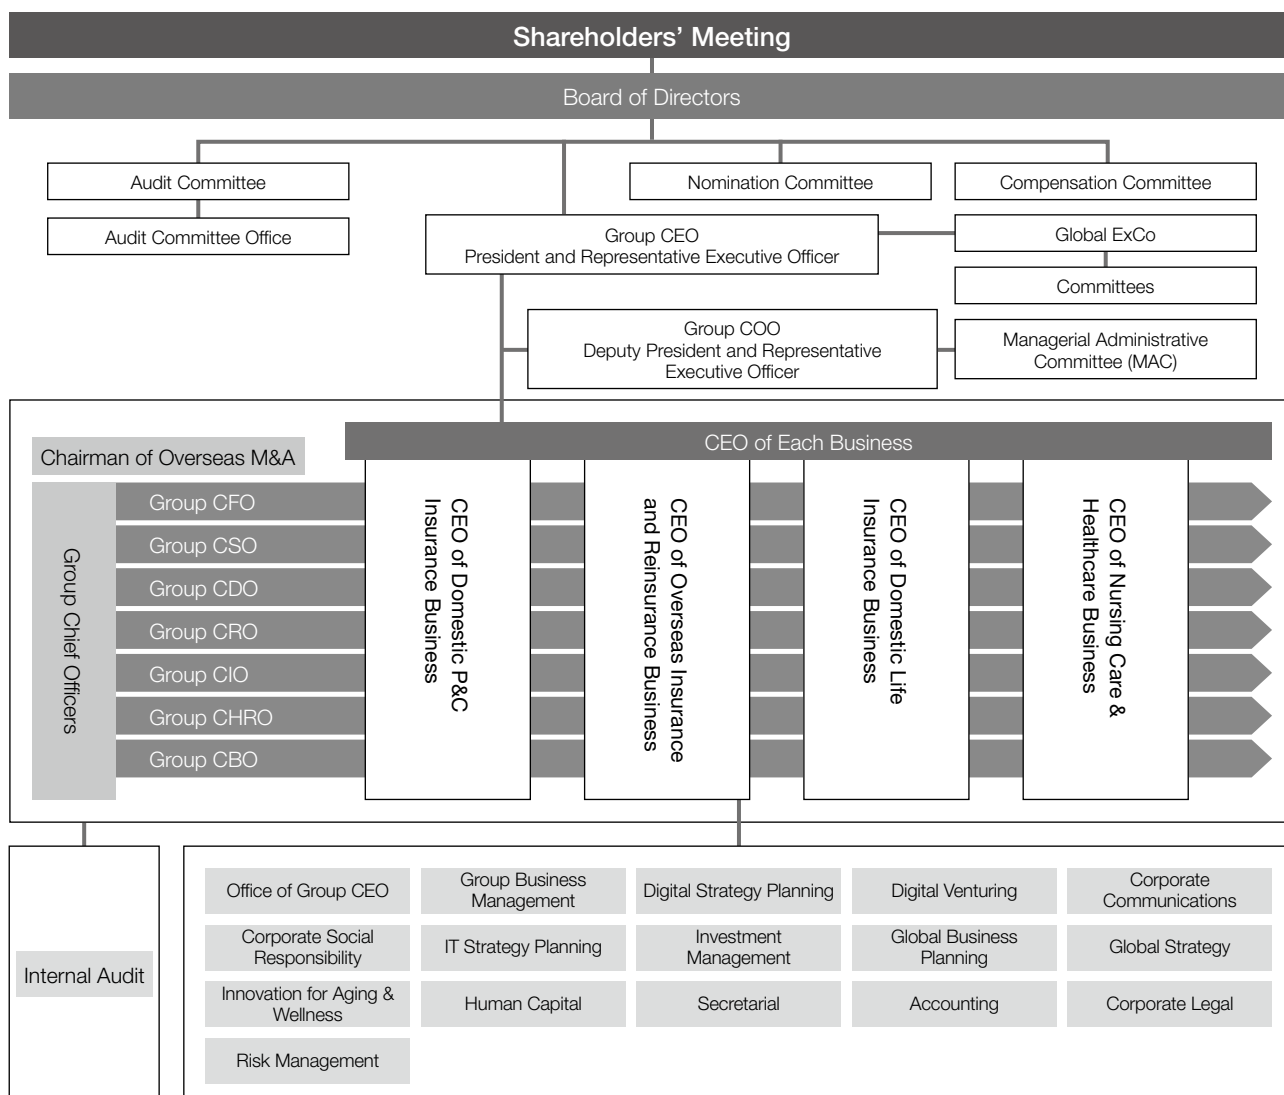 Shareholders' Meeting
Board of Directors
Audit Committee
Nomination Committee
Compensation Committee
Audit Committee Office
Group CEO
President and Representative Executive Officer
Global ExCo
Committees
Group COO
Deputy President and Representative
Executive Officer
Managerial Administrative
Committee (MAC)
CEO of Each Business
Chairman of Overseas M&A
Group Chief Officers
Group CFO
Group CSO
Group CDO
Group CRO
Group CIO
Group CHRO
Group CBO
CEO of Domestic P&C
Insurance Business
CEO of Overseas Insurance
and Reinsurance Business
CEO of Domestic Life
Insurance Business
CEO of Nursing Care &
Healthcare Business
Internal Audit
Office of Group CEO
Group Business
Management
Digital Strategy Planning
Digital Venturing
Corporate
Communications
Corporate Social
Responsibility
IT Strategy Planning
Investment
Management
Global Business
Planning
Global Strategy
Innovation for Aging &
Wellness
Human Capital
Secretarial
Accounting
Corporate Legal
Risk Management